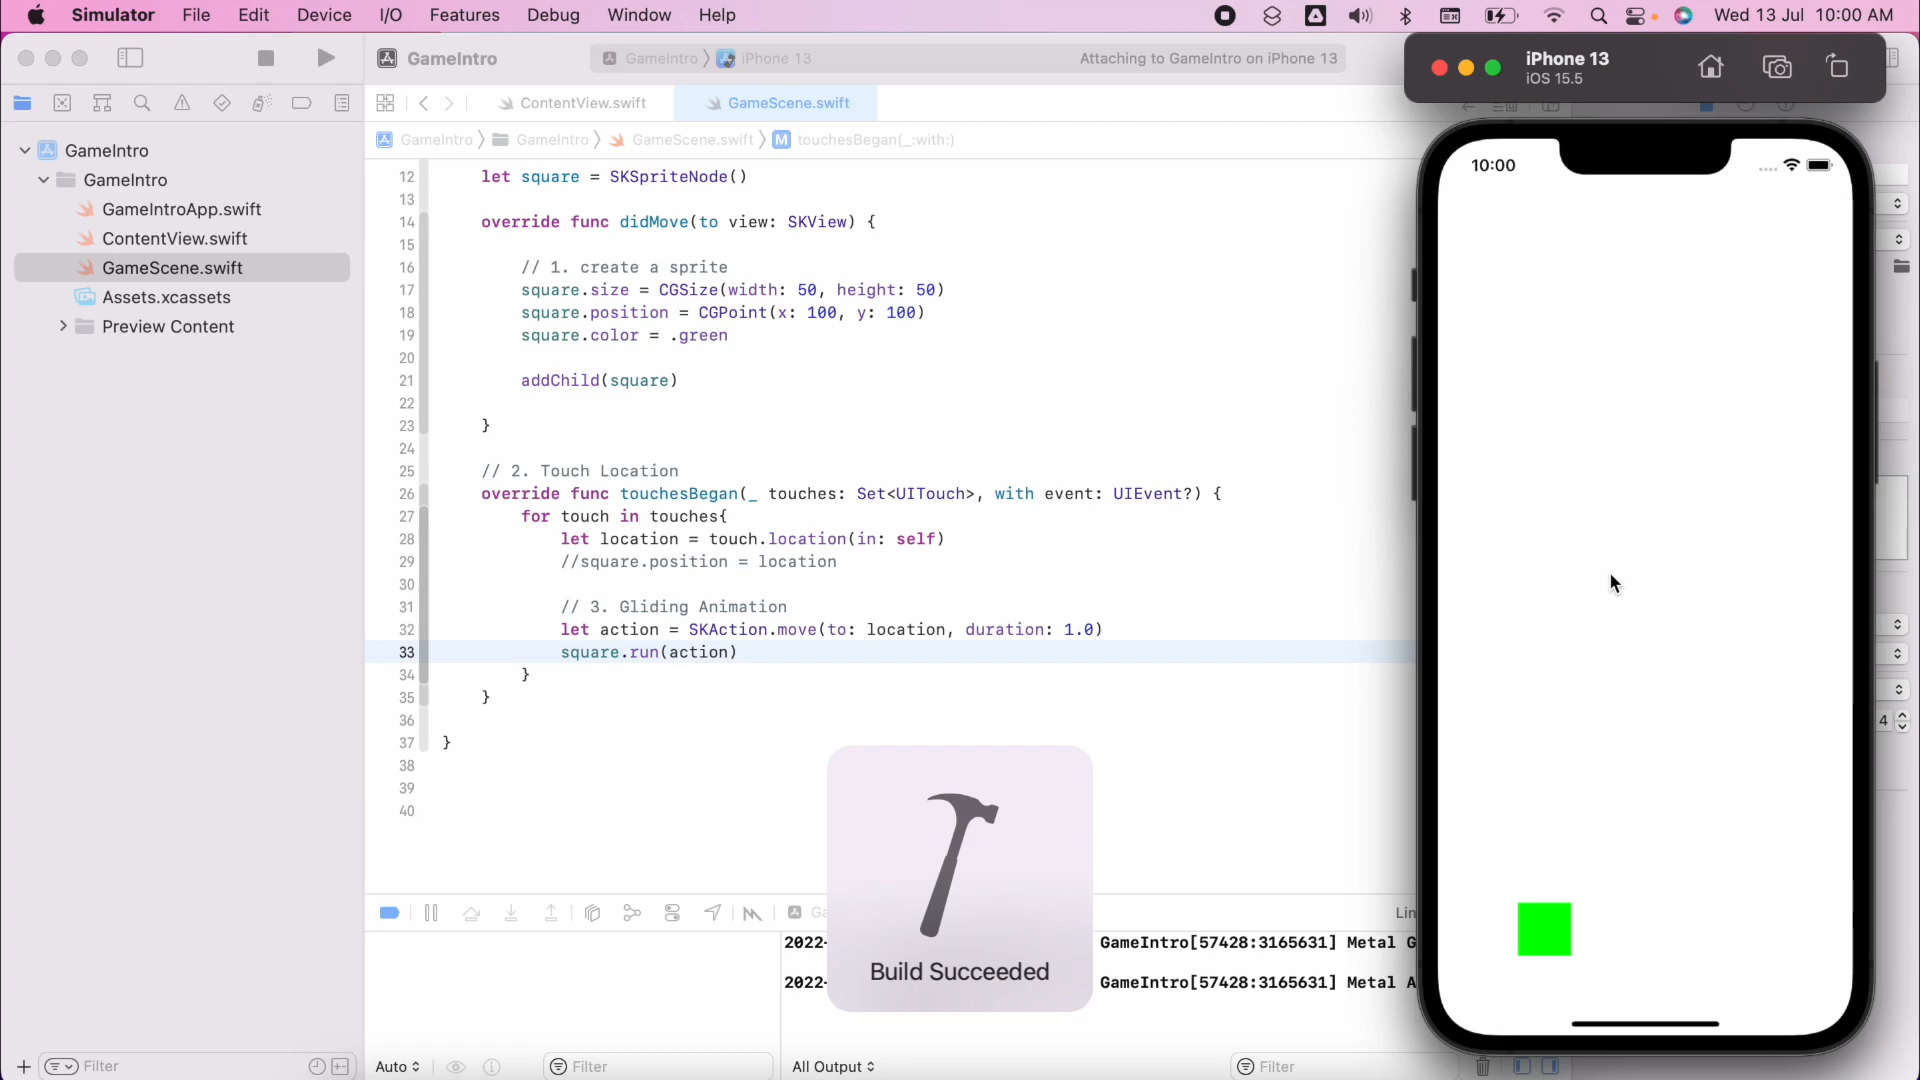 Simulator File Edit Device I/O Features Debug Window Help Wed 13 Jul 10:00 AM
GameIntro GameIntro iPhone 13 Attaching to GameIntro on iPhone 13
iPhone 13
iOS 15.5
ContentView.swift GameScene.swift
GameIntro GameIntro GameScene.swift M touchesBegan(_:with:)
GameIntro
GameIntro
GameIntroApp.swift
ContentView.swift
GameScene.swift
Assets.xcassets
Preview Content
12 let square = SKSpriteNode()
13
14 override func didMove(to view: SKView) {
15
16 // 1. create a sprite
17 square.size = CGSize(width: 50, height: 50)
18 square.position = CGPoint(x: 100, y: 100)
19 square.color = .green
20
21 addChild(square)
22
23 }
24
25 // 2. Touch Location
26 override func touchesBegan(_ touches: Set<UITouch>, with event: UIEvent?) {
27 for touch in touches{
28 let location = touch.location(in: self)
29 //square.position = location
30
31 // 3. Gliding Animation
32 let action = SKAction.move(to: location, duration: 1.0)
33 square.run(action)
34 }
35 }
36
37 }
38
39
40
10:00
4
Build Succeeded
Ga
Lin
2022- GameIntro[57428:3165631] Metal G
2022- GameIntro[57428:3165631] Metal A
Filter
Auto
Filter
All Output
Filter